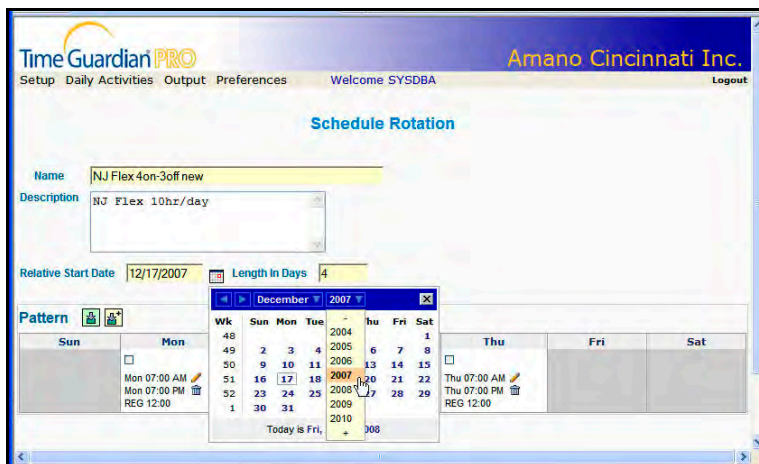 TimeGuardian PRO
Amano Cincinnati Inc.
Setup Daily Activities Output Preferences Welcome SYSDBA Logout
Schedule Rotation
Name NJ Flex 4on-3off new
Description NJ Flex 10hr/day
Relative Start Date 12/17/2007 Length In Days 4
December 2007
Pattern
Wk Sun Mon Tue Thu Fri Sat
48 1
49 2 3 4 6 7 8
50 9 10 11 13 14 15
51 16 17 18 20 21 22
52 23 24 25 27 28 29
1 30 31
-
2004
2005
2006
2007
2008
2009
2010
+
Today is Fri, 008
Sun Mon Thu Fri Sat
Mon 07:00 AM
Mon 07:00 PM
REG 12:00
Thu 07:00 AM
Thu 07:00 PM
REG 12:00